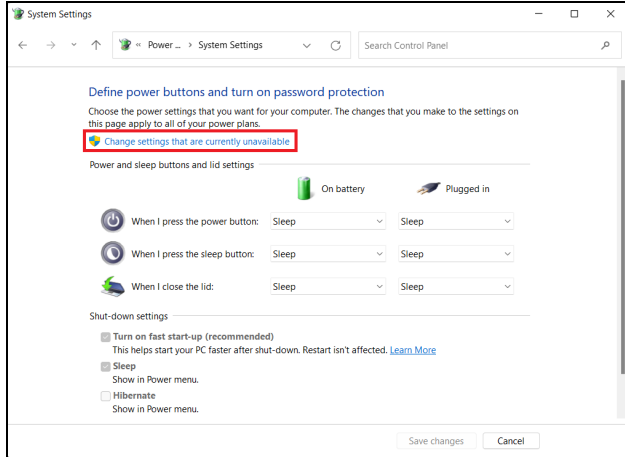 System Settings
« Power ... › System Settings
Search Control Panel
Define power buttons and turn on password protection
Choose the power settings that you want for your computer. The changes that you make to the settings on
this page apply to all of your power plans.
Change settings that are currently unavailable
Power and sleep buttons and lid settings
On battery Plugged in
When I press the power button: Sleep Sleep
When I press the sleep button: Sleep Sleep
When I close the lid: Sleep Sleep
Shut-down settings
Turn on fast start-up (recommended)
This helps start your PC faster after shut-down. Restart isn't affected. Learn More
Sleep
Show in Power menu.
Hibernate
Show in Power menu.
Save changes Cancel